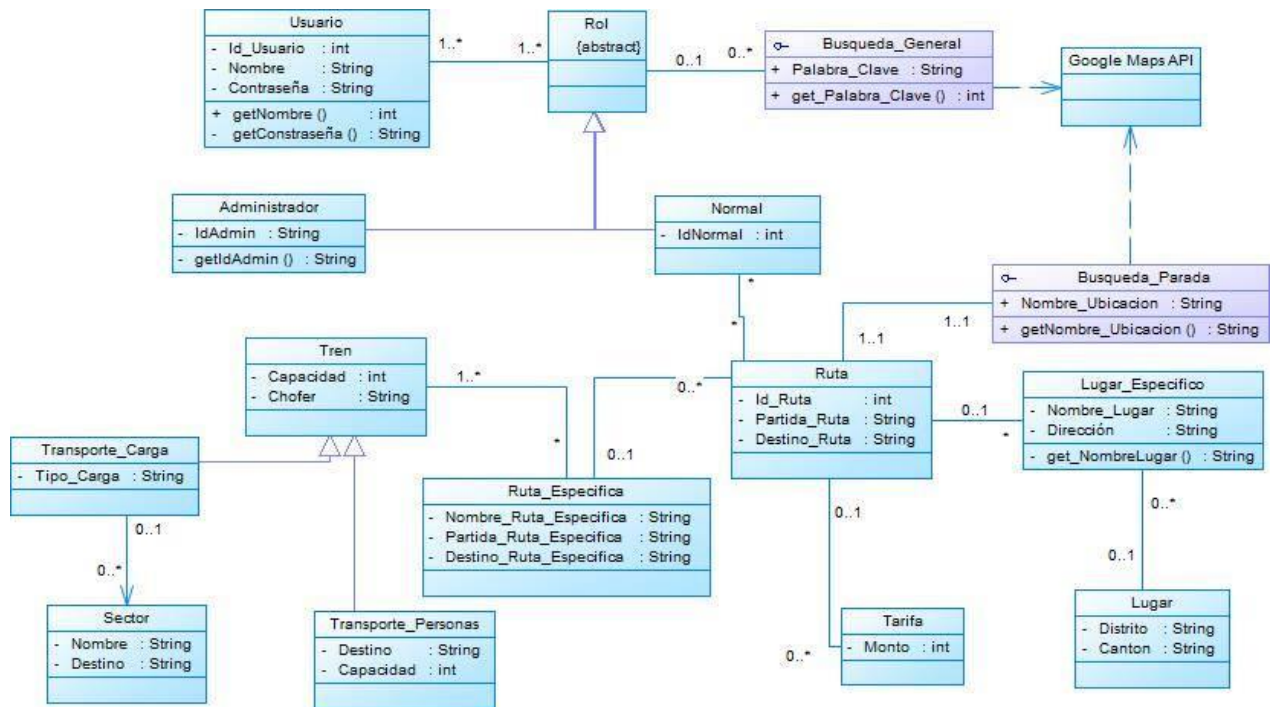 Usuario
- Id_Usuario : int
- Nombre : String
- Contraseña : String
+ getNombre () : int
- getConstraseña () : String
1..*
1..*
Rol
{abstract}
0..1
0..*
Busqueda_General
+ Palabra_Clave : String
+ get_Palabra_Clave () : int
Google Maps API
Administrador
- IdAdmin : String
- getIdAdmin () : String
Normal
- IdNormal : int
*
*
Busqueda_Parada
+ Nombre_Ubicacion : String
+ getNombre_Ubicacion () : String
1..1
1..1
Tren
- Capacidad : int
- Chofer : String
1..*
*
0..*
0..1
Ruta
- Id_Ruta : int
- Partida_Ruta : String
- Destino_Ruta : String
0..1
*
Lugar_Especifico
- Nombre_Lugar : String
- Dirección : String
- get_NombreLugar () : String
Transporte_Carga
- Tipo_Carga : String
0..1
0..*
Ruta_Especifica
- Nombre_Ruta_Especifica : String
- Partida_Ruta_Especifica : String
- Destino_Ruta_Especifica : String
0..1
0..*
0..*
0..1
Sector
- Nombre : String
- Destino : String
Transporte_Personas
- Destino : String
- Capacidad : int
Tarifa
- Monto : int
Lugar
- Distrito : String
- Canton : String